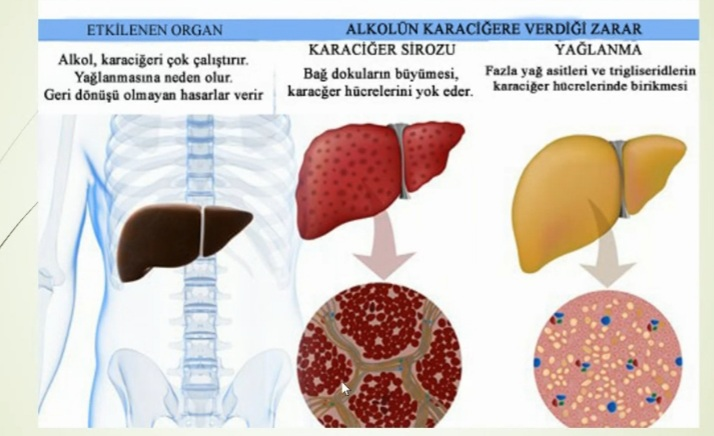 ETKİLENEN ORGAN
Alkol, karaciğeri çok çalıştırır.
Yağlanmasına neden olur.
Geri dönüşü olmayan hasarlar verir
ALKOLÜN KARACİĞERE VERDİĞİ ZARAR
KARACİĞER SİROZU
Bağ dokuların büyümesi,
karacğer hücrelerini yok eder.
YAĞLANMA
Fazla yağ asitleri ve trigliseridlerin
karaciğer hücrelerinde birikmesi